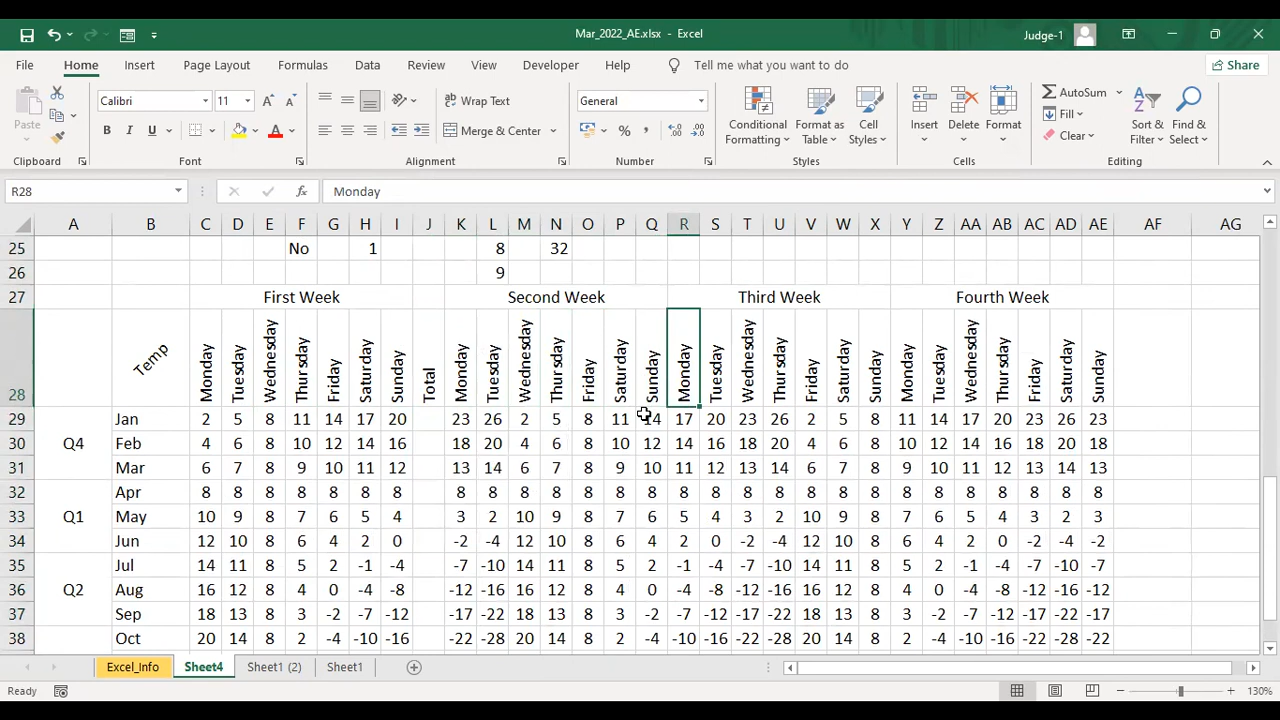 Mar_2022_AE.xlsx - Excel
Judge-1
File Home Insert Page Layout Formulas Data Review View Developer Help Tell me what you want to do Share
Calibri 11 Wrap Text General AutoSum
Paste Merge & Center Conditional Formatting Format as Table Cell Styles Insert Delete Format Fill Clear Sort & Filter Find & Select
Clipboard Font Alignment Number Styles Cells Editing
R28 Monday
A B C D E F G H I J K L M N O P Q R S T U V W X Y Z AA AB AC AD AE AF AG
25 No 1 8 32
26 9
27 First Week Second Week Third Week Fourth Week
28 Temp Monday Tuesday Wednesday Thursday Friday Saturday Sunday Total Monday Tuesday Wednesday Thursday Friday Saturday Sunday Monday Tuesday Wednesday Thursday Friday Saturday Sunday Monday Tuesday Wednesday Thursday Friday Saturday Sunday
29 Jan 2 5 8 11 14 17 20 23 26 2 5 8 11 14 17 20 23 26 2 5 8 11 14 17 20 23 26 23
30 Q4 Feb 4 6 8 10 12 14 16 18 20 4 6 8 10 12 14 16 18 20 4 6 8 10 12 14 16 18 20 18
31 Mar 6 7 8 9 10 11 12 13 14 6 7 8 9 10 11 12 13 14 6 7 8 9 10 11 12 13 14 13
32 Apr 8 8 8 8 8 8 8 8 8 8 8 8 8 8 8 8 8 8 8 8 8 8 8 8 8 8 8 8
33 Q1 May 10 9 8 7 6 5 4 3 2 10 9 8 7 6 5 4 3 2 10 9 8 7 6 5 4 3 2 3
34 Jun 12 10 8 6 4 2 0 -2 -4 12 10 8 6 4 2 0 -2 -4 12 10 8 6 4 2 0 -2 -4 -2
35 Jul 14 11 8 5 2 -1 -4 -7 -10 14 11 8 5 2 -1 -4 -7 -10 14 11 8 5 2 -1 -4 -7 -10 -7
36 Q2 Aug 16 12 8 4 0 -4 -8 -12 -16 16 12 8 4 0 -4 -8 -12 -16 16 12 8 4 0 -4 -8 -12 -16 -12
37 Sep 18 13 8 3 -2 -7 -12 -17 -22 18 13 8 3 -2 -7 -12 -17 -22 18 13 8 3 -2 -7 -12 -17 -22 -17
38 Oct 20 14 8 2 -4 -10 -16 -22 -28 20 14 8 2 -4 -10 -16 -22 -28 20 14 8 2 -4 -10 -16 -22 -28 -22
Excel_Info Sheet4 Sheet1 (2) Sheet1
Ready 130%